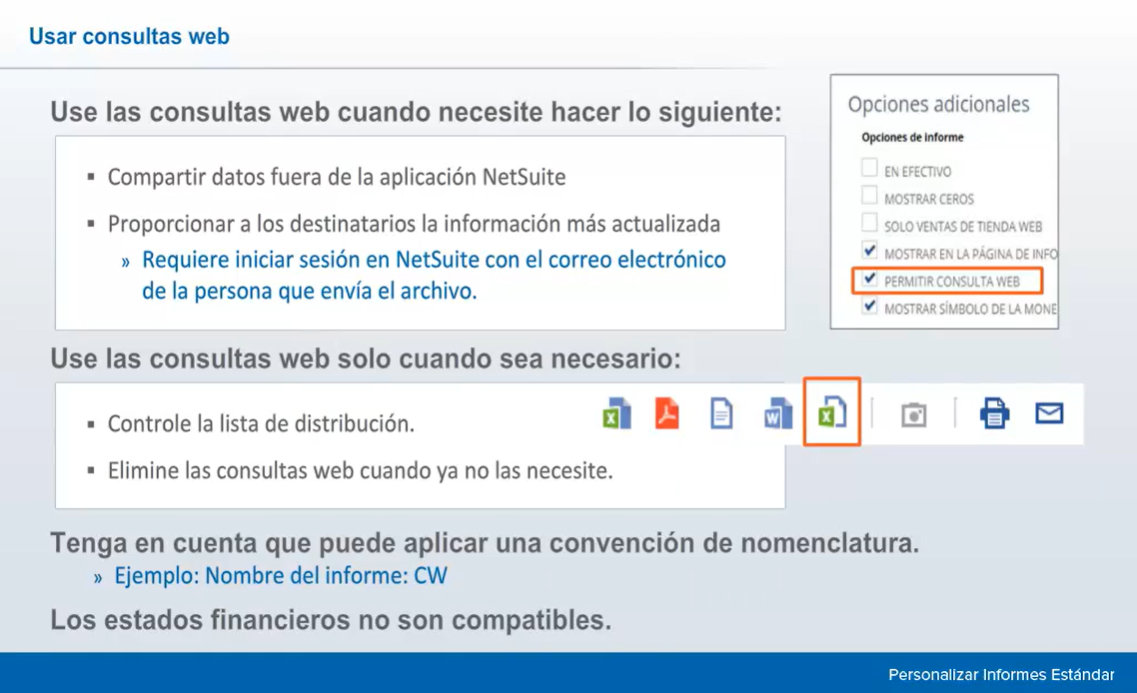 Usar consultas web
Use las consultas web cuando necesite hacer lo siguiente:
▪ Compartir datos fuera de la aplicación NetSuite
▪ Proporcionar a los destinatarios la información más actualizada
» Requiere iniciar sesión en NetSuite con el correo electrónico
de la persona que envía el archivo.
Opciones adicionales
Opciones de informe
EN EFECTIVO
MOSTRAR CEROS
SOLO VENTAS DE TIENDA WEB
MOSTRAR EN LA PÁGINA DE INFO
PERMITIR CONSULTA WEB
MOSTRAR SÍMBOLO DE LA MONE
Use las consultas web solo cuando sea necesario:
▪ Controle la lista de distribución.
▪ Elimine las consultas web cuando ya no las necesite.
Tenga en cuenta que puede aplicar una convención de nomenclatura.
» Ejemplo: Nombre del informe: CW
Los estados financieros no son compatibles.
Personalizar Informes Estándar